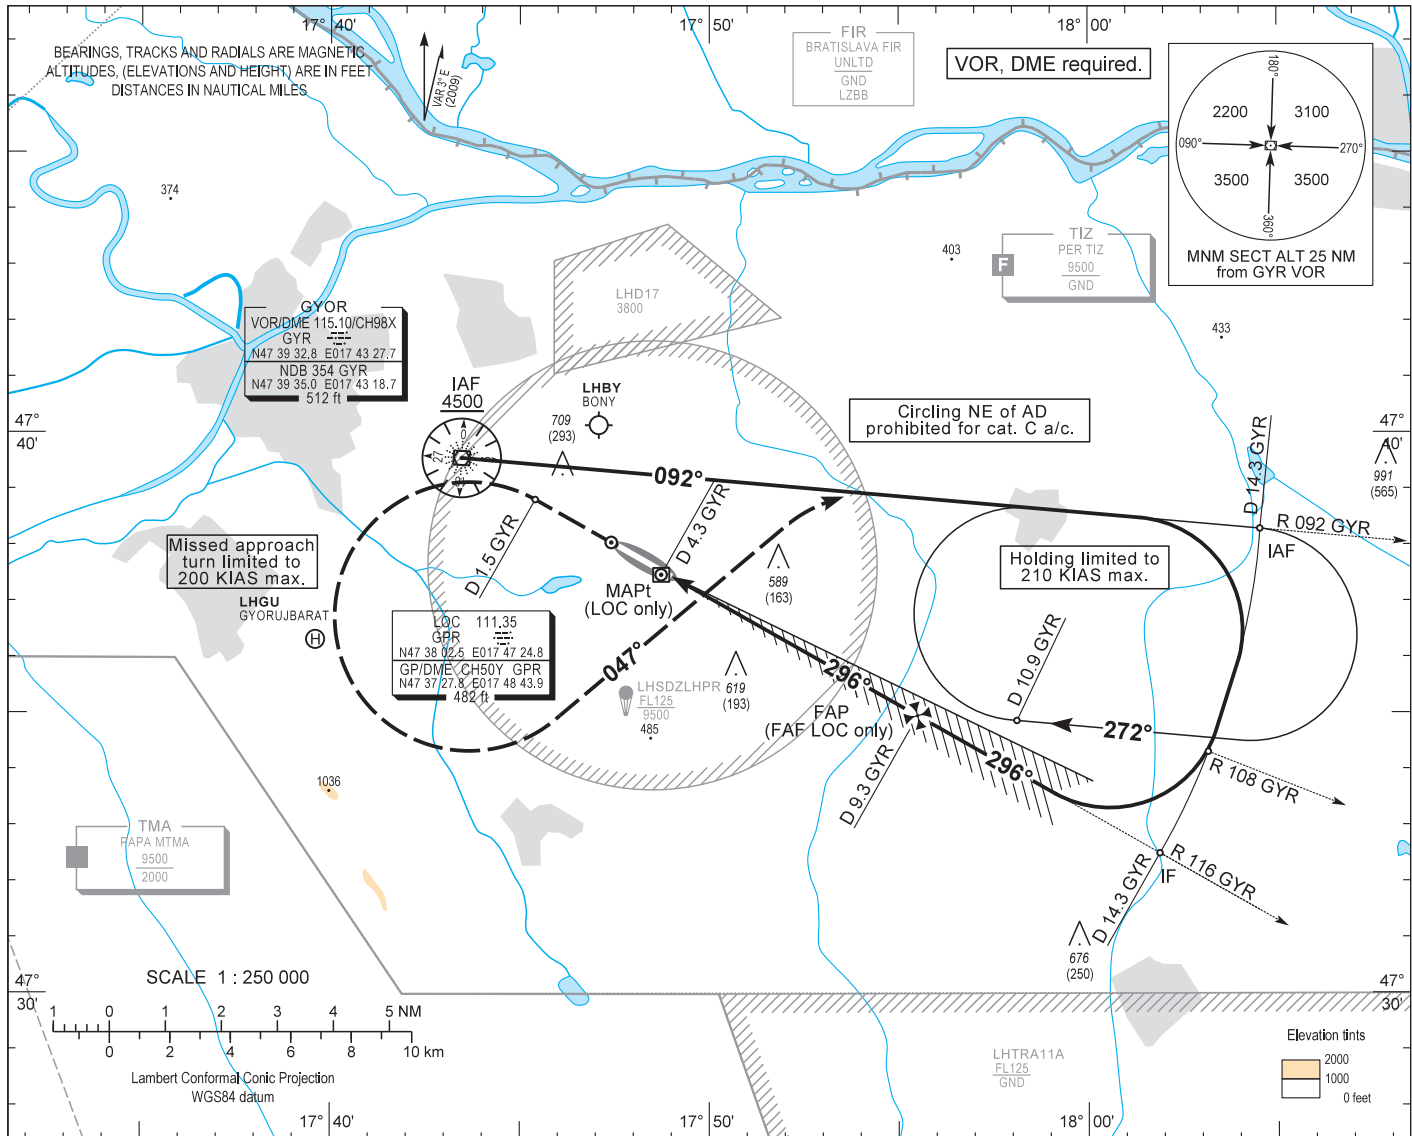 17° 40'
17° 50'
18° 00'
BEARINGS, TRACKS AND RADIALS ARE MAGNETIC
ALTITUDES, (ELEVATIONS AND HEIGHT) ARE IN FEET
DISTANCES IN NAUTICAL MILES
VAR 3° E
(2009)
FIR
BRATISLAVA FIR
UNLTD
GND
LZBB
VOR, DME required.
180°
2200
3100
090°
270°
3500
3500
360°
MNM SECT ALT 25 NM
from GYR VOR
374
403
433
TIZ
PER TIZ
F
9500
GND
LHD17
3800
GYOR
VOR/DME 115.10/CH98X
GYR
N47 39 32.8 E017 43 27.7
NDB 354 GYR
N47 39 35.0 E017 43 18.7
512 ft
IAF
4500
LHBY
BONY
709
(293)
Circling NE of AD
prohibited for cat. C a/c.
47°
40'
47°
40'
991
(565)
0
27
092°
D 14.3 GYR
R 092 GYR
IAF
D 1.5 GYR
D 4.3 GYR
Missed approach
turn limited to
200 KIAS max.
Holding limited to
210 KIAS max.
589
(163)
MAPt
(LOC only)
LHGU
GYORUJBARAT
H
LOC 111.35
GPR
N47 38 02.5 E017 47 24.8
GP/DME CH50Y GPR
N47 37 27.8 E017 48 43.9
482 ft
047°
296°
D 10.9 GYR
LHSDZLHPR
FL125
9500
485
619
(193)
FAP
(FAF LOC only)
272°
296°
D 9.3 GYR
R 108 GYR
1036
TMA
PAPA MTMA
9500
2000
R 116 GYR
IF
D 14.3 GYR
676
(250)
47°
30'
47°
30'
SCALE 1 : 250 000
1 0 1 2 3 4 5 NM
0 2 4 6 8 10 km
Lambert Conformal Conic Projection
WGS84 datum
LHTRA11A
FL125
GND
Elevation tints
2000
1000
0 feet
17° 40'
17° 50'
18° 00'